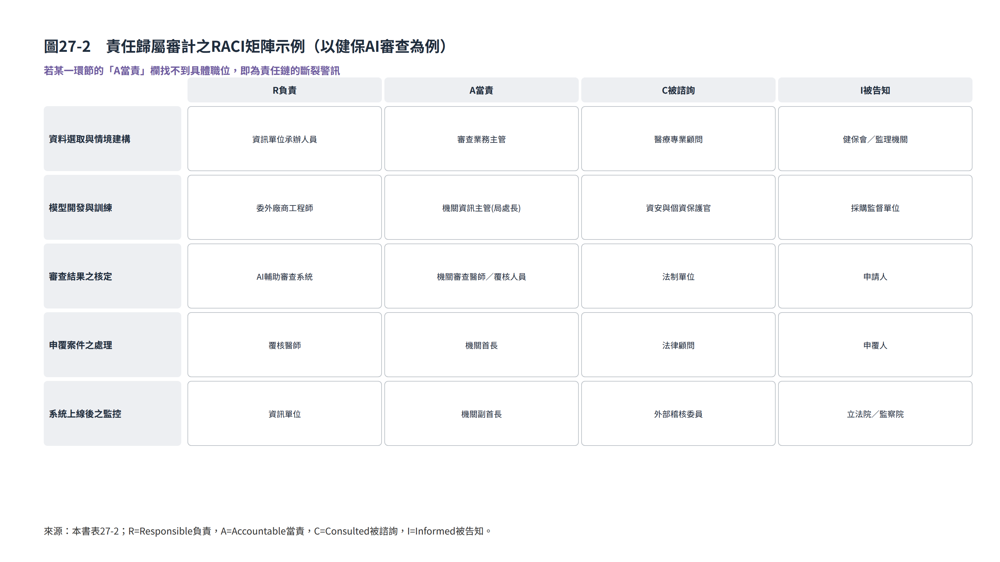 圖27-2　責任歸屬審計之RACI矩陣示例（以健保AI審查為例）
若某一環節的「A當責」欄找不到具體職位，即為責任鏈的斷裂警訊
R負責 A當責 C被諮詢 I被告知
資料選取與情境建構 資訊單位承辦人員 審查業務主管 醫療專業顧問 健保會／監理機關
模型開發與訓練 委外廠商工程師 機關資訊主管(局處長) 資安與個資保護官 採購監督單位
審查結果之核定 AI輔助審查系統 機關審查醫師／覆核人員 法制單位 申請人
申覆案件之處理 覆核醫師 機關首長 法律顧問 申覆人
系統上線後之監控 資訊單位 機關副首長 外部稽核委員 立法院／監察院
來源：本書表27-2；R=Responsible負責，A=Accountable當責，C=Consulted被諮詢，I=Informed被告知。